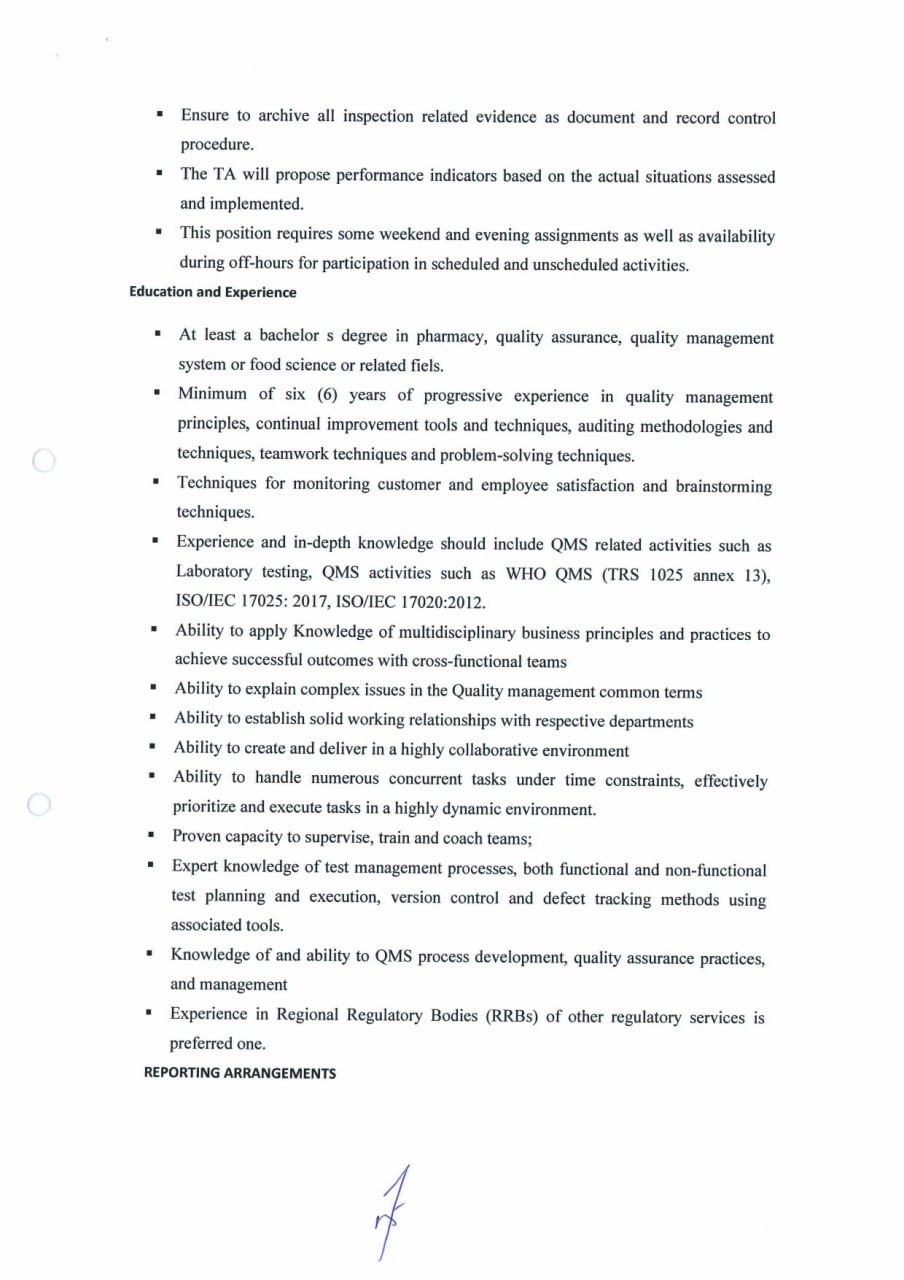 ▪ Ensure to archive all inspection related evidence as document and record control
procedure.
▪ The TA will propose performance indicators based on the actual situations assessed
and implemented.
▪ This position requires some weekend and evening assignments as well as availability
during off-hours for participation in scheduled and unscheduled activities.
Education and Experience
▪ At least a bachelor s degree in pharmacy, quality assurance, quality management
system or food science or related fiels.
▪ Minimum of six (6) years of progressive experience in quality management
principles, continual improvement tools and techniques, auditing methodologies and
techniques, teamwork techniques and problem-solving techniques.
▪ Techniques for monitoring customer and employee satisfaction and brainstorming
techniques.
▪ Experience and in-depth knowledge should include QMS related activities such as
Laboratory testing, QMS activities such as WHO QMS (TRS 1025 annex 13),
ISO/IEC 17025: 2017, ISO/IEC 17020:2012.
▪ Ability to apply Knowledge of multidisciplinary business principles and practices to
achieve successful outcomes with cross-functional teams
▪ Ability to explain complex issues in the Quality management common terms
▪ Ability to establish solid working relationships with respective departments
▪ Ability to create and deliver in a highly collaborative environment
▪ Ability to handle numerous concurrent tasks under time constraints, effectively
prioritize and execute tasks in a highly dynamic environment.
▪ Proven capacity to supervise, train and coach teams;
▪ Expert knowledge of test management processes, both functional and non-functional
test planning and execution, version control and defect tracking methods using
associated tools.
▪ Knowledge of and ability to QMS process development, quality assurance practices,
and management
▪ Experience in Regional Regulatory Bodies (RRBs) of other regulatory services is
preferred one.
REPORTING ARRANGEMENTS